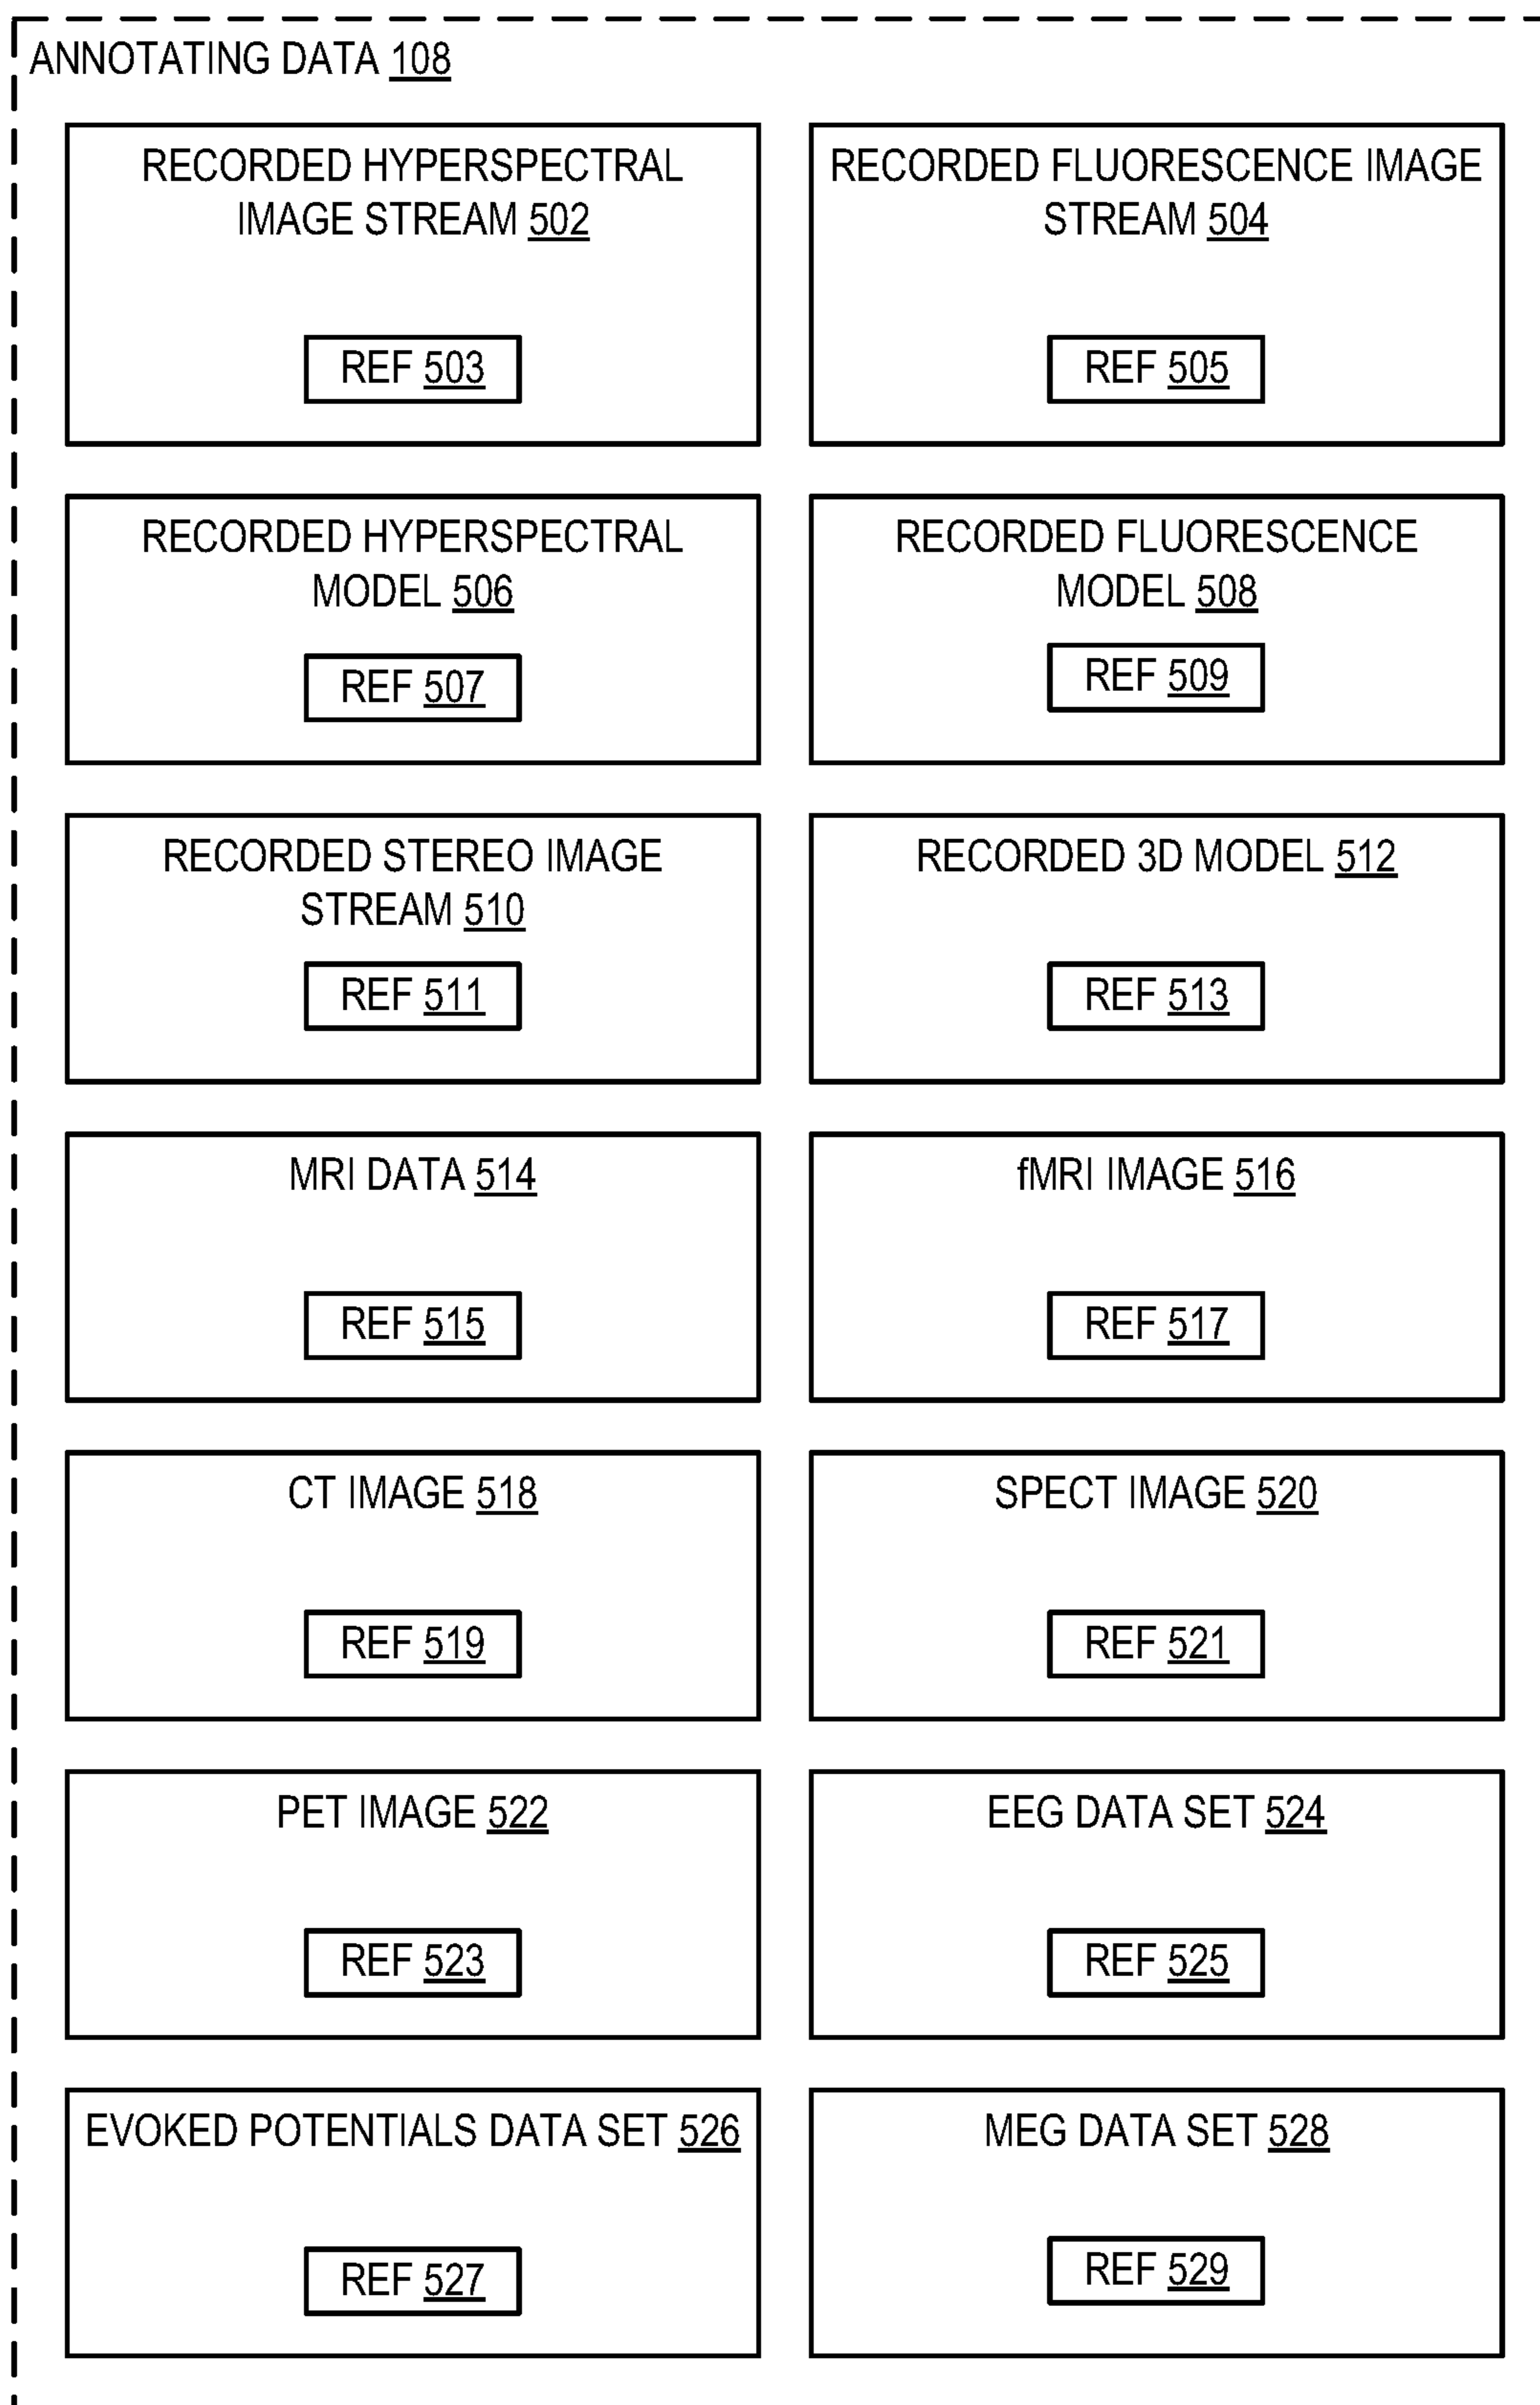 ANNOTATING DATA 108
RECORDED HYPERSPECTRAL
IMAGE STREAM 502
REF 503
RECORDED FLUORESCENCE IMAGE
STREAM 504
REF 505
RECORDED HYPERSPECTRAL
MODEL 506
REF 507
RECORDED FLUORESCENCE
MODEL 508
REF 509
RECORDED STEREO IMAGE
STREAM 510
REF 511
RECORDED 3D MODEL 512
REF 513
MRI DATA 514
REF 515
fMRI IMAGE 516
REF 517
CT IMAGE 518
REF 519
SPECT IMAGE 520
REF 521
PET IMAGE 522
REF 523
EEG DATA SET 524
REF 525
EVOKED POTENTIALS DATA SET 526
REF 527
MEG DATA SET 528
REF 529